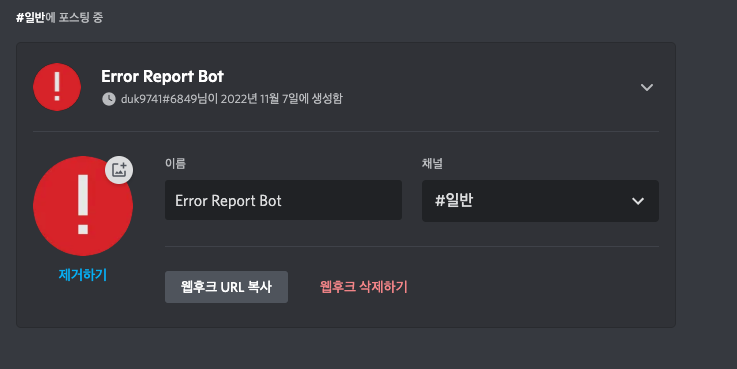 #일반에 포스팅 중
Error Report Bot
duk9741#6849님이 2022년 11월 7일에 생성함
이름
채널
Error Report Bot
#일반
제거하기
웹후크 URL 복사
웹후크 삭제하기